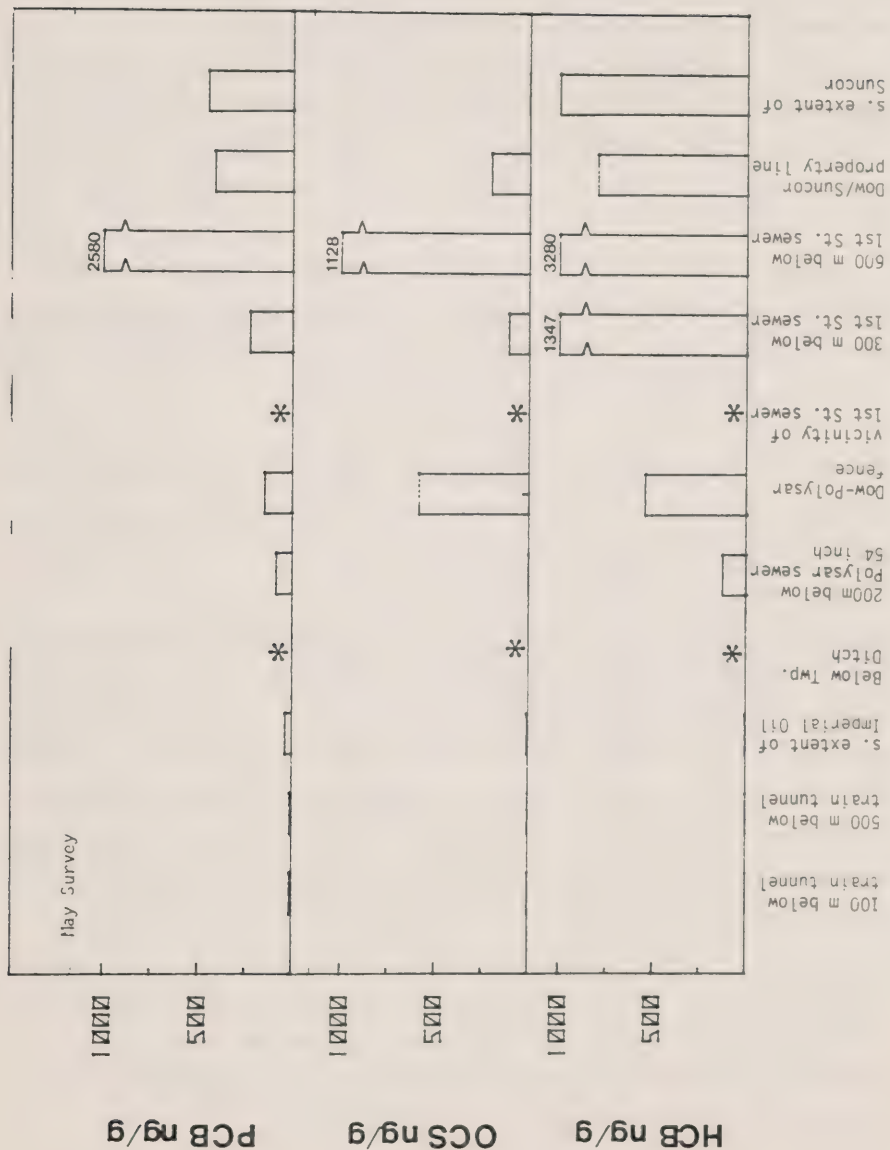 May Survey
PCB ng/g
1000
500
2580
OCS ng/g
1000
500
1128
HCB ng/g
1000
500
1347
3280
*
*
*
*
*
*
100 m below
train tunnel
500 m below
train tunnel
s. extent of
Imperial Oil
Below Twp.
Ditch
200m below
Polysar sewer
54 inch
Dow-Polysar
fence
vicinity of
1st St. sewer
300 m below
1st St. sewer
600 m below
1st St. sewer
Dow/Suncor
property line
s. extent of
Suncor